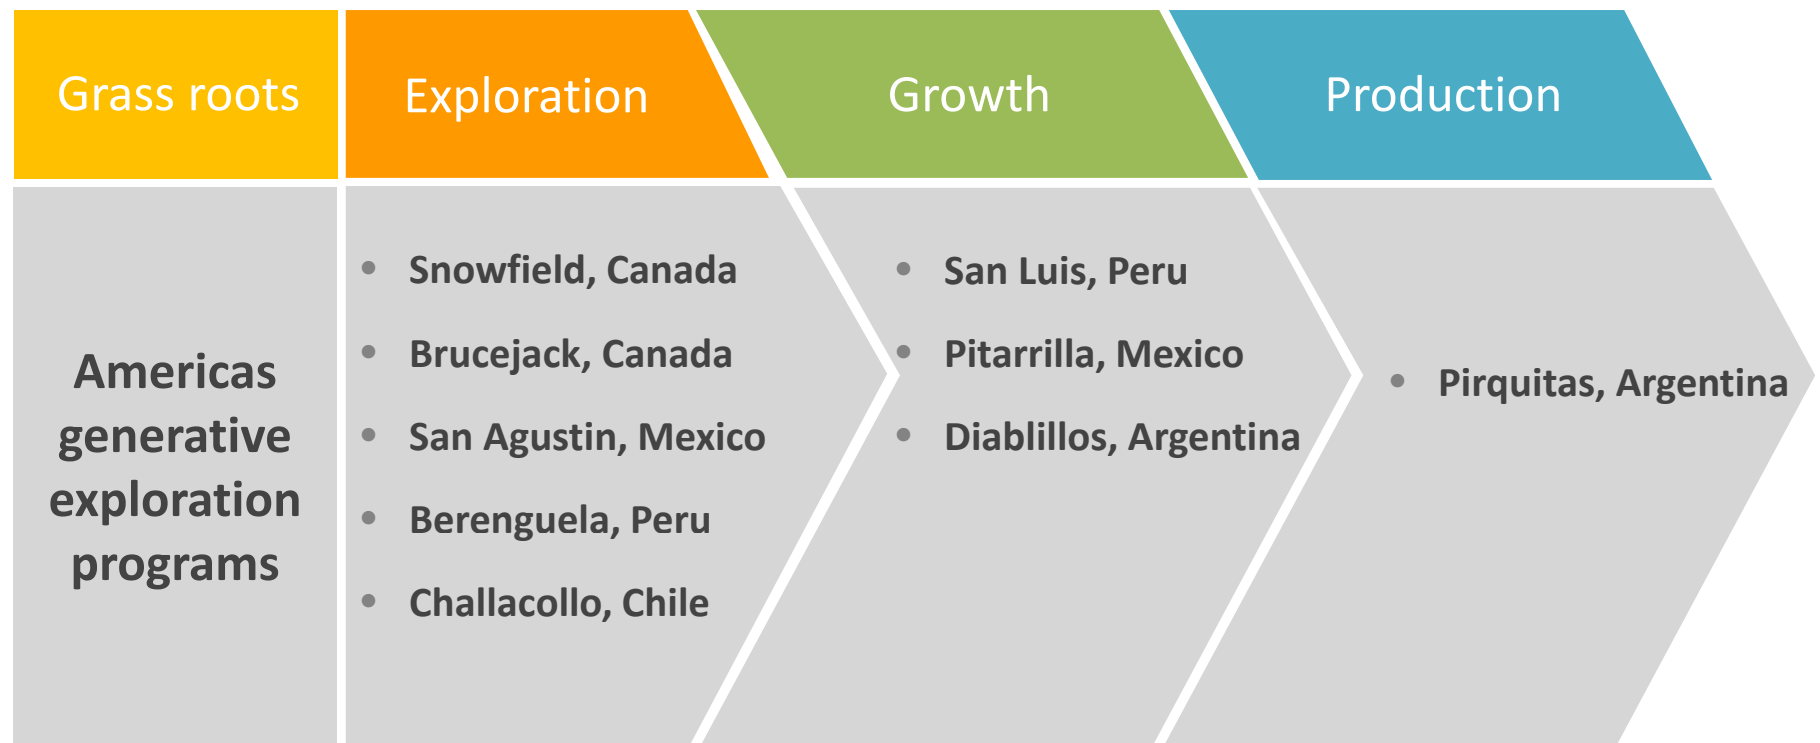 Grass roots
Exploration
Growth
Production
Americas
generative
exploration
programs
• Snowfield, Canada
• Brucejack, Canada
• San Agustin, Mexico
• Berenguela, Peru
• Challacollo, Chile
• San Luis, Peru
• Pitarrilla, Mexico
• Diablillos, Argentina
• Pirquitas, Argentina